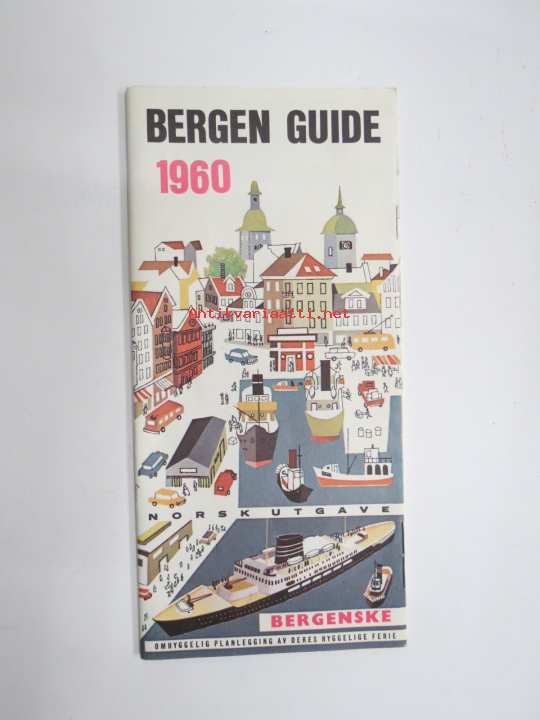 BERGEN GUIDE
1960
Antikvariaatti.net
NORSK UTGAVE
BERGENSKE
OMHYGGELIG PLANLEGGING AV DERES HYGGELIGE FERIE